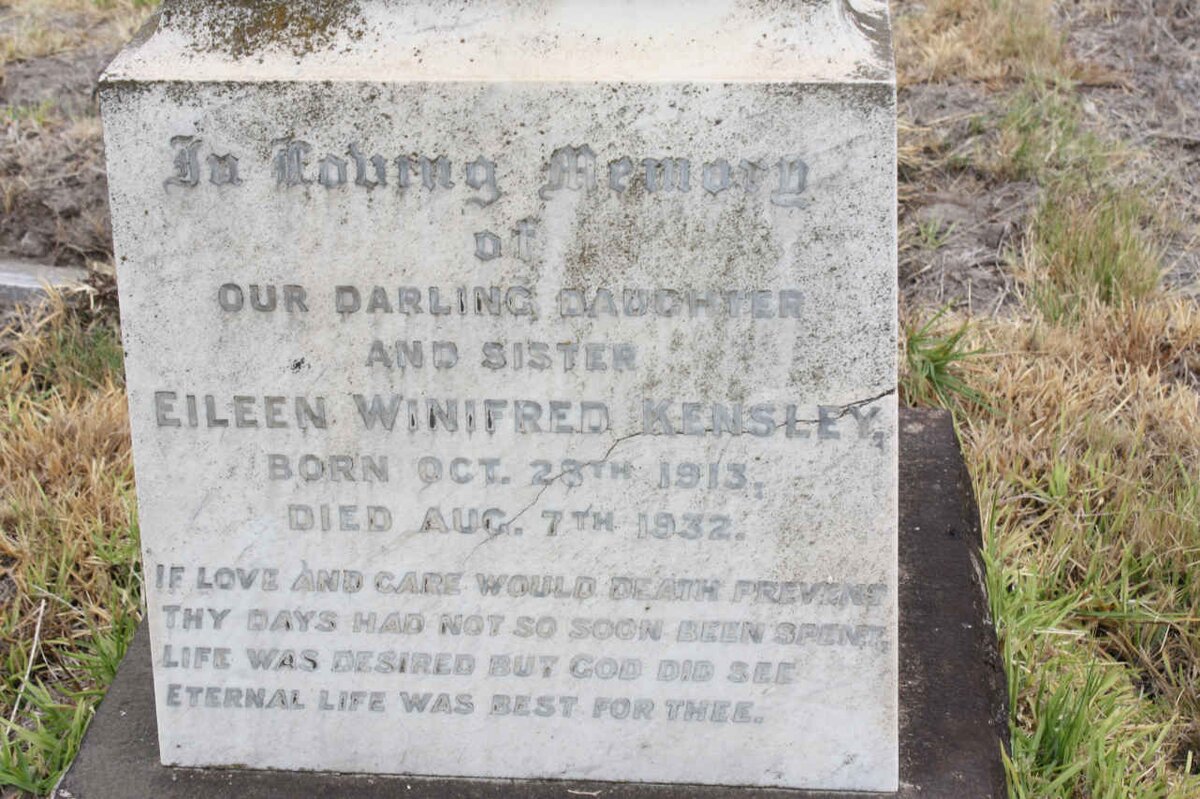 In Loving Memory
of
OUR DARLING DAUGHTER
AND SISTER
EILEEN WINIFRED KENSLEY,
BORN OCT. 28TH 1913,
DIED AUG. 7TH 1932.
IF LOVE AND CARE WOULD DEATH PREVENT
THY DAYS HAD NOT SO SOON BEEN SPENT,
LIFE WAS DESIRED BUT GOD DID SEE
ETERNAL LIFE WAS BEST FOR THEE.